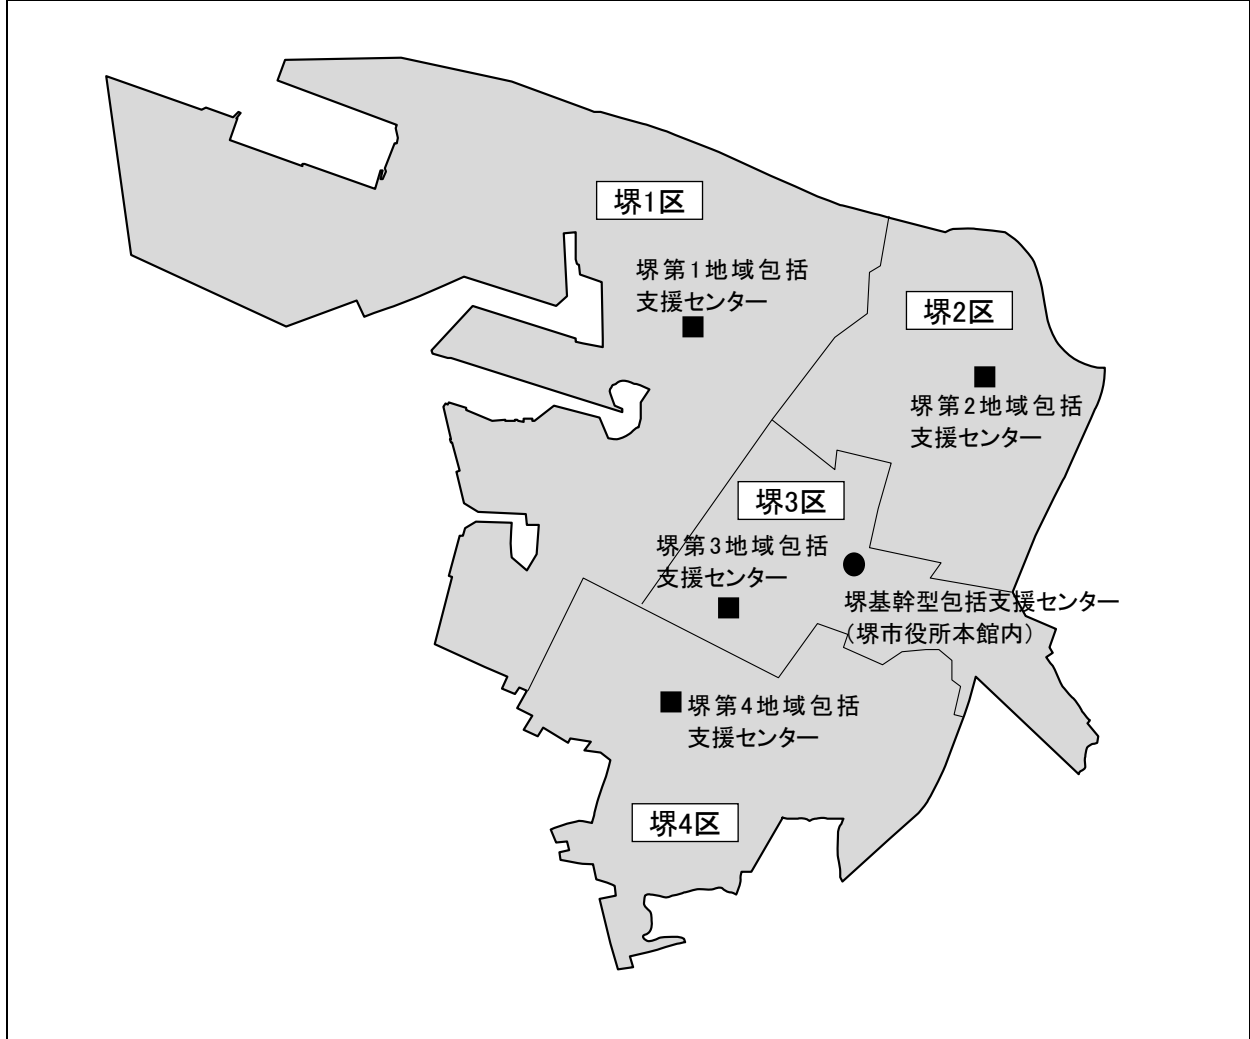 堺1区
堺第1地域包括
支援センター
堺2区
堺第2地域包括
支援センター
堺3区
堺第3地域包括
支援センター
堺基幹型包括支援センター
（堺市役所本館内）
堺第4地域包括
支援センター
堺4区